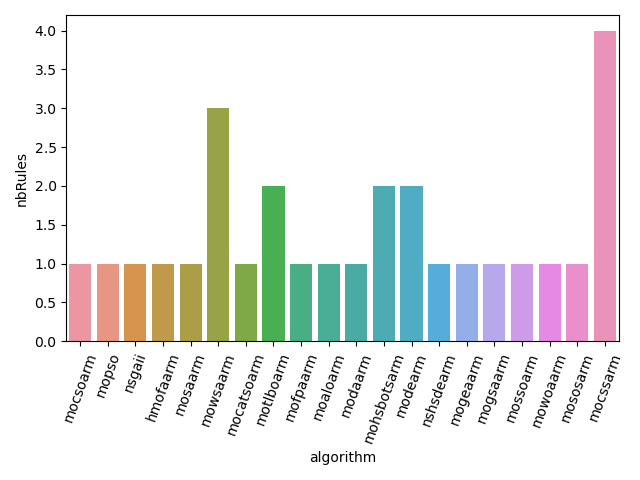 4.0
3.5
3.0
2.5
2.0
1.5
1.0
0.5
0.0
nbRules
mocsoarm
mopso
nsgaii
hmofaarm
mosaarm
mowsaarm
mocatsoarm
motlboarm
mofpaarm
moaloarm
modaarm
mohsbotsarm
modearm
nshsdearm
mogeaarm
mogsaarm
mossoarm
mowoaarm
mososarm
mocssarm
algorithm